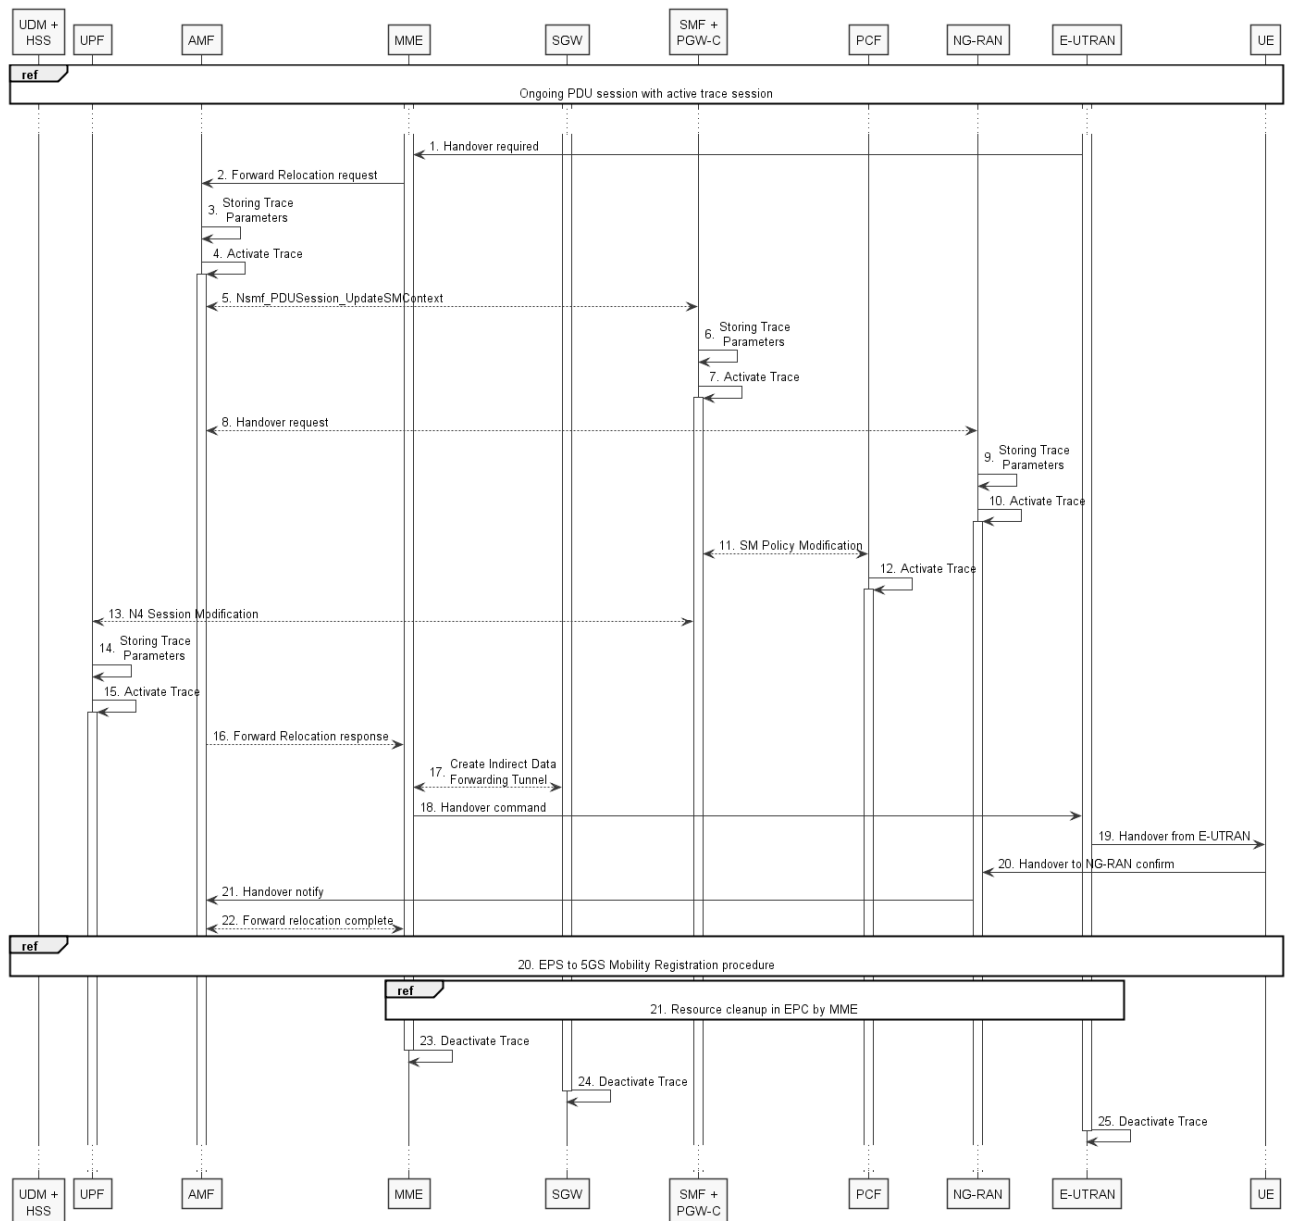 UDM +
HSS
UPF
AMF
MME
SGW
SMF +
PGW-C
PCF
NG-RAN
E-UTRAN
UE
ref
Ongoing PDU session with active trace session
1. Handover required
2. Forward Relocation request
3. Storing Trace
Parameters
4. Activate Trace
5. Nsmf_PDUSession_UpdateSMContext
6. Storing Trace
Parameters
7. Activate Trace
8. Handover request
9. Storing Trace
Parameters
10. Activate Trace
11. SM Policy Modification
12. Activate Trace
13. N4 Session Modification
14. Storing Trace
Parameters
15. Activate Trace
16. Forward Relocation response
17. Create Indirect Data
Forwarding Tunnel
18. Handover command
19. Handover from E-UTRAN
20. Handover to NG-RAN confirm
21. Handover notify
22. Forward relocation complete
ref
20. EPS to 5GS Mobility Registration procedure
ref
21. Resource cleanup in EPC by MME
23. Deactivate Trace
24. Deactivate Trace
25. Deactivate Trace
UDM +
HSS
UPF
AMF
MME
SGW
SMF +
PGW-C
PCF
NG-RAN
E-UTRAN
UE